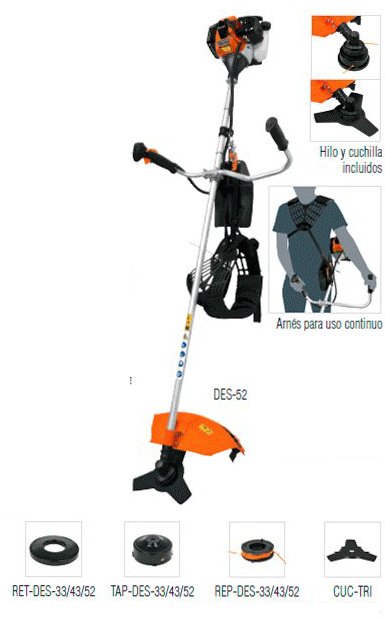 Hilo y cuchilla
incluidos
Arnés para uso continuo
DES-52
RET-DES-33/43/52
TAP-DES-33/43/52
REP-DES-33/43/52
CUC-TRI